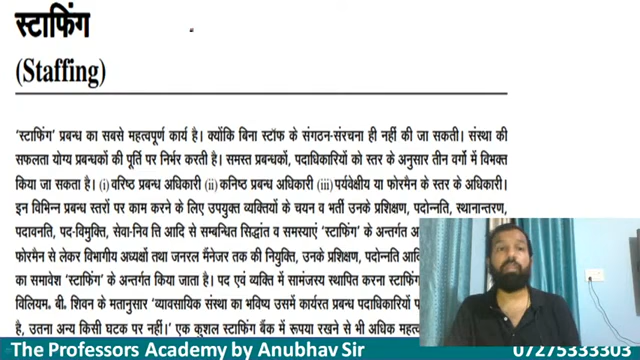 स्टाफिंग
(Staffing)
'स्टाफिंग' प्रबन्ध का सबसे महत्वपूर्ण कार्य है। क्योंकि बिना स्टॉफ के संगठन-संरचना ही नहीं की जा सकती। संस्था की
सफलता योग्य प्रबन्धकों की पूर्ति पर निर्भर करती है। समस्त प्रबन्धकों, पदाधिकारियों को स्तर के अनुसार तीन वर्गो में विभक्त
किया जा सकता है। (i) वरिष्ठ प्रबन्ध अधिकारी (ii) कनिष्ठ प्रबन्ध अधिकारी (iii) पर्यवेक्षीय या फोरमैन के स्तर के अधिकारी।
इन विभिन्न प्रबन्ध स्तरों पर काम करने के लिए उपयुक्त व्यक्तियों के चयन व भर्ती उनके प्रशिक्षण, पदोन्नति, स्थानान्तरण,
पदावनति, पद-विमुक्ति, सेवा-निव त्ति आदि से सम्बन्धित सिद्धांत व समस्याएं 'स्टाफिंग' के अन्तर्गत
फोरमैन से लेकर विभागीय अध्यक्षो तथा जनरल मैंनेजर तक की नियुक्ति, उनके प्रशिक्षण, पदोन्नति
का समावेश 'स्टाफिंग' के अन्तर्गत किया जाता है। पद एवं व्यक्ति में सामंजस्य स्थापित करना स्टाफिंग
विलियम. बी. शिवन के मतानुसार "व्यावसायिक संस्था का भविष्य उसमें कार्यरत प्रबन्ध पदाधिकारियों
है, उतना अन्य किसी घटक पर नहीं।' एक कुशल स्टाफिंग बैंक में रूपया रखने से भी अधिक
The Professors Academy by Anubhav Sir 07275333303